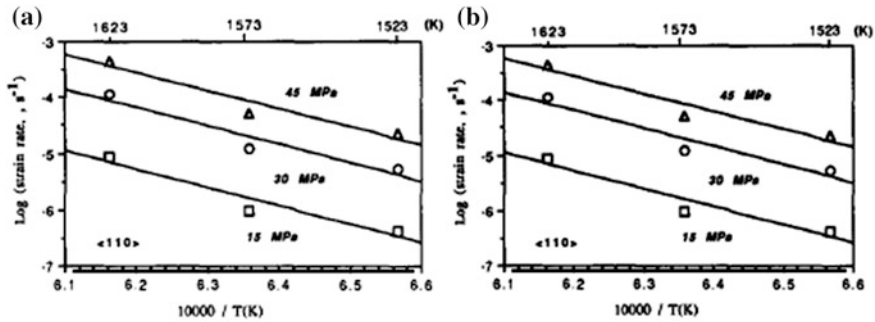 (a)
1623 1573 1523 (K)
-3
-4
-5
-6
-7
Log (strain rate, , s⁻¹)
45 MPa
30 MPa
15 MPa
<110>
6.1 6.2 6.3 6.4 6.5 6.6
10000 / T(K)
(b)
1623 1573 1523 (K)
-3
-4
-5
-6
-7
Log (strain rate, , s⁻¹)
45 MPa
30 MPa
15 MPa
<110>
6.1 6.2 6.3 6.4 6.5 6.6
10000 / T(K)